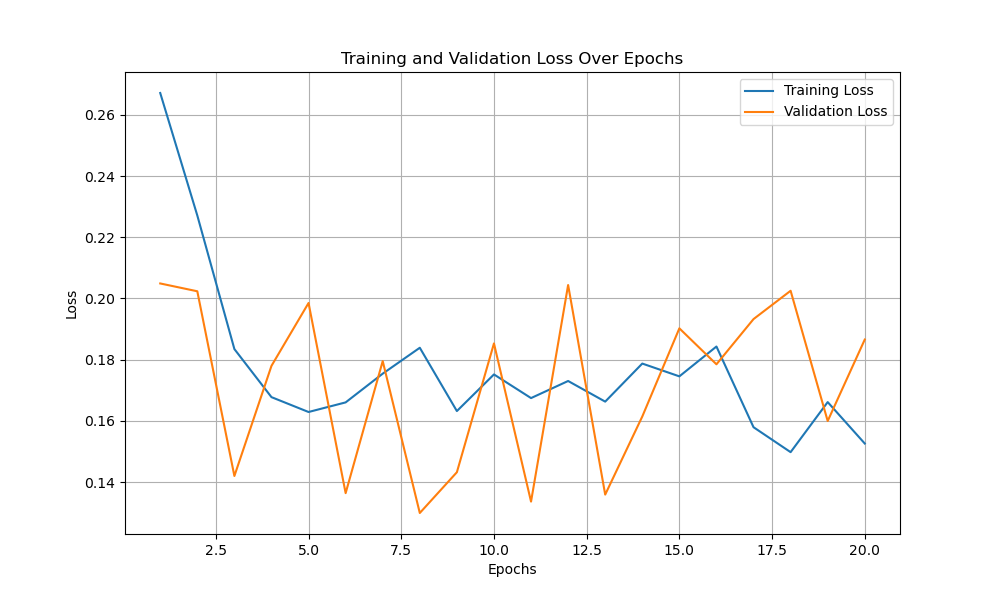 Training and Validation Loss Over Epochs
Training Loss
Validation Loss
0.26
0.24
0.22
0.20
0.18
0.16
0.14
Loss
2.5 5.0 7.5 10.0 12.5 15.0 17.5 20.0
Epochs